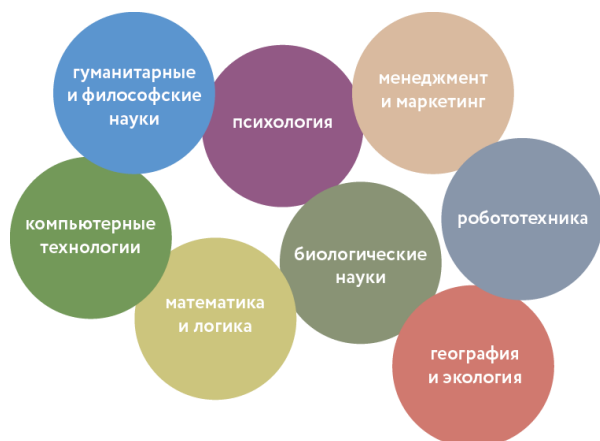 гуманитарные
и философские
науки
психология
менеджмент
и маркетинг
компьютерные
технологии
математика
и логика
биологические
науки
робототехника
география
и экология